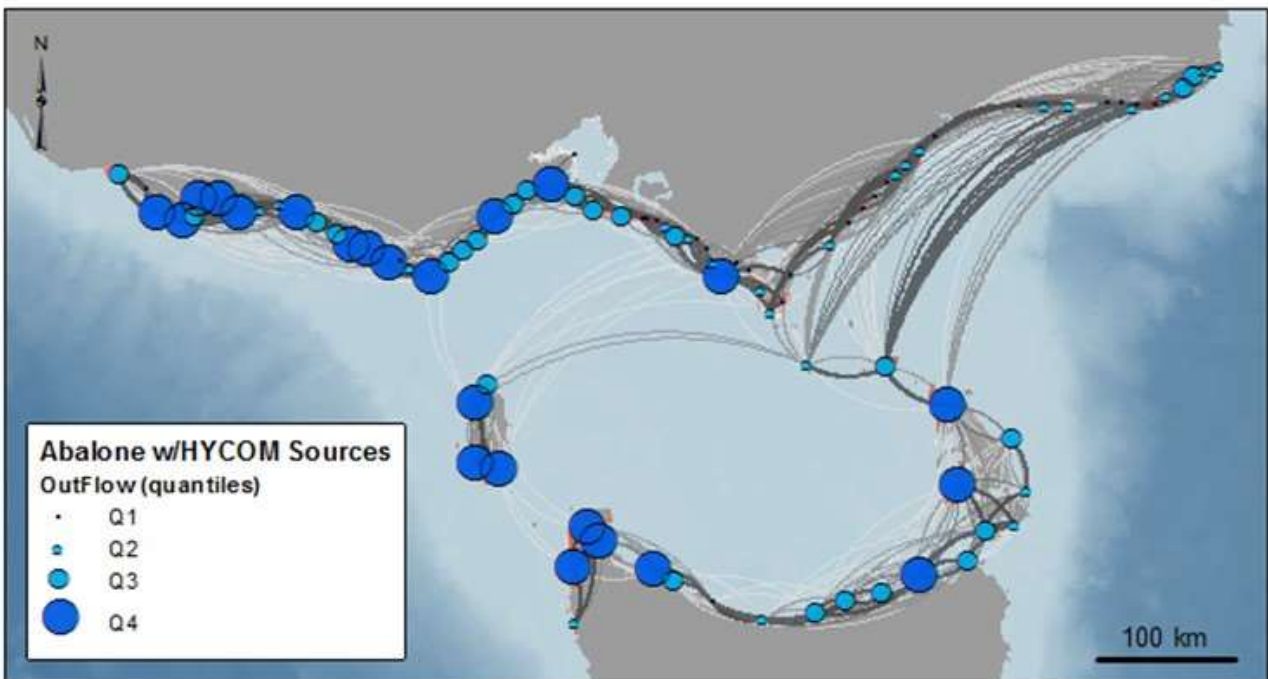 N
Abalone w/HYCOM Sources
OutFlow (quantiles)
Q1
Q2
Q3
Q4
100 km